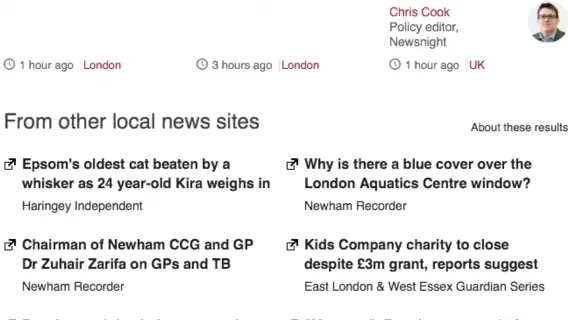 Chris Cook
Policy editor,
Newsnight
1 hour ago London
3 hours ago London
1 hour ago UK
From other local news sites
About these results
Epsom's oldest cat beaten by a
whisker as 24 year-old Kira weighs in
Haringey Independent
Why is there a blue cover over the
London Aquatics Centre window?
Newham Recorder
Chairman of Newham CCG and GP
Dr Zuhair Zarifa on GPs and TB
Newham Recorder
Kids Company charity to close
despite £3m grant, reports suggest
East London & West Essex Guardian Series